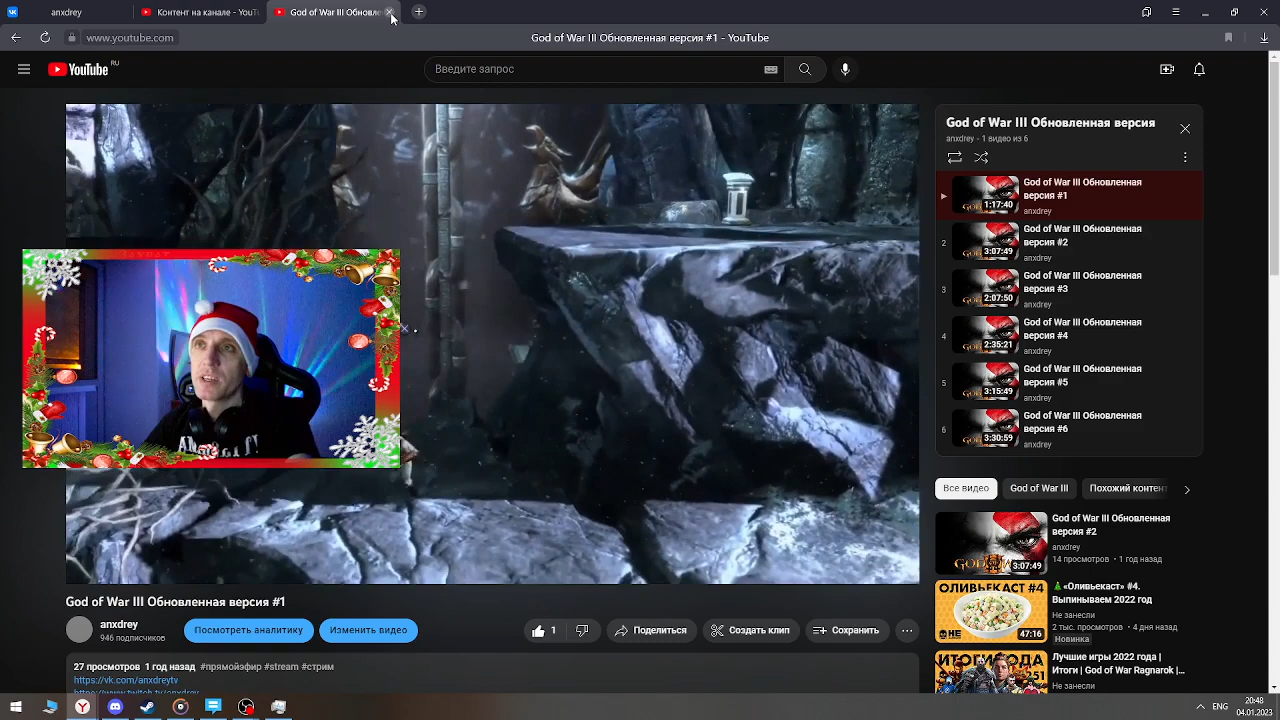 anxdrey
Контент на канале - YouTu
God of War III Обновле
www.youtube.com
God of War III Обновленная версия #1 - YouTube
YouTube
RU
Введите запрос
God of War III Обновленная версия
anxdrey - 1 видео из 6
God of War III Обновленная
версия #1
anxdrey
1:17:40
2
God of War III Обновленная
версия #2
anxdrey
3:07:49
3
God of War III Обновленная
версия #3
anxdrey
2:07:50
4
God of War III Обновленная
версия #4
anxdrey
2:35:21
5
God of War III Обновленная
версия #5
anxdrey
3:15:49
6
God of War III Обновленная
версия #6
anxdrey
3:30:59
Все видео
God of War III
Похожий контент
God of War III Обновленная
версия #2
anxdrey
14 просмотров • 1 год назад
3:07:49
ОЛИВЬЕКАСТ #4
НЕ
47:16
«Оливьекаст» #4.
Выпиниваем 2022 год
Не занесли
2 тыс. просмотров • 4 дня назад
Новинка
Лучшие игры 2022 года |
Итоги | God of War Ragnarok |...
Не занесли
God of War III Обновленная версия #1
anxdrey
946 подписчиков
Посмотреть аналитику
Изменить видео
1
Поделиться
Создать клип
Сохранить
27 просмотров 1 год назад #прямойэфир #stream #стрим
https://vk.com/anxdreytv
https://www.twitch.tv/anxdrey
ENG
20:48
04.01.2023